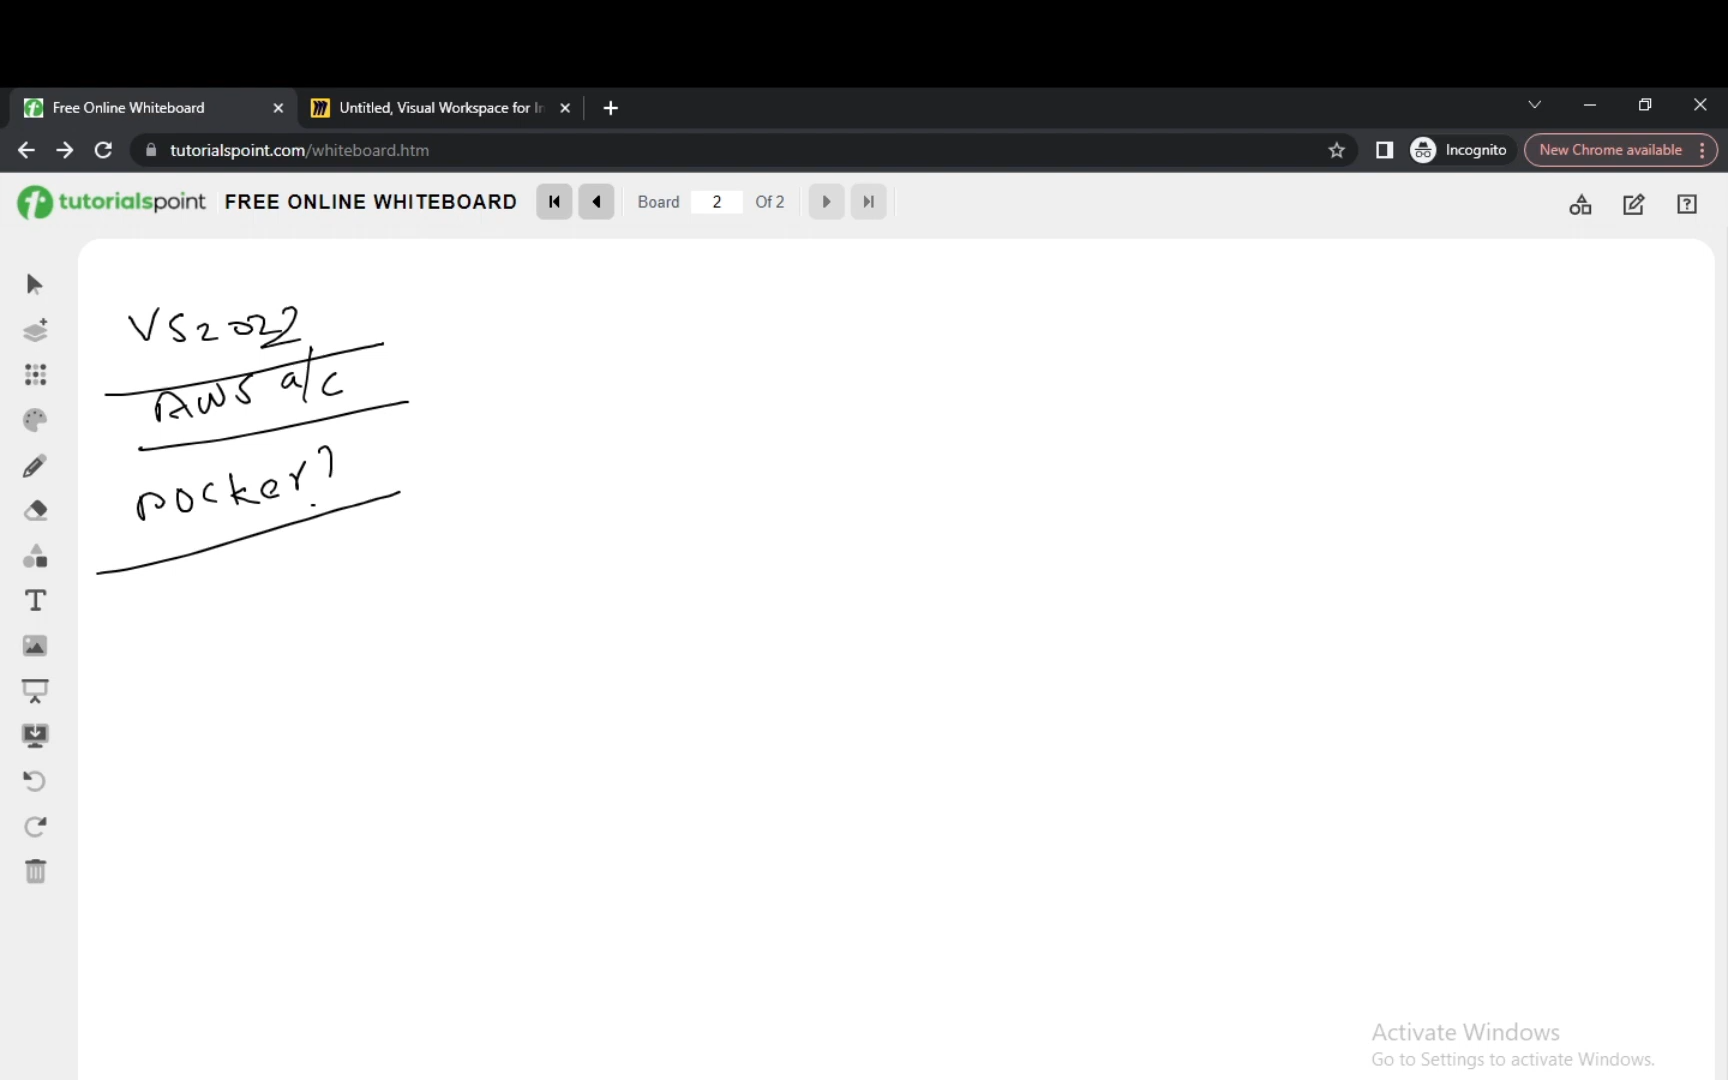 Free Online Whiteboard
Untitled, Visual Workspace for In
tutorialspoint.com/whiteboard.htm
Incognito
New Chrome available
tutorialspoint FREE ONLINE WHITEBOARD Board 2 Of 2
VS2022
AWS a/c
Docker?
Activate Windows
Go to Settings to activate Windows.